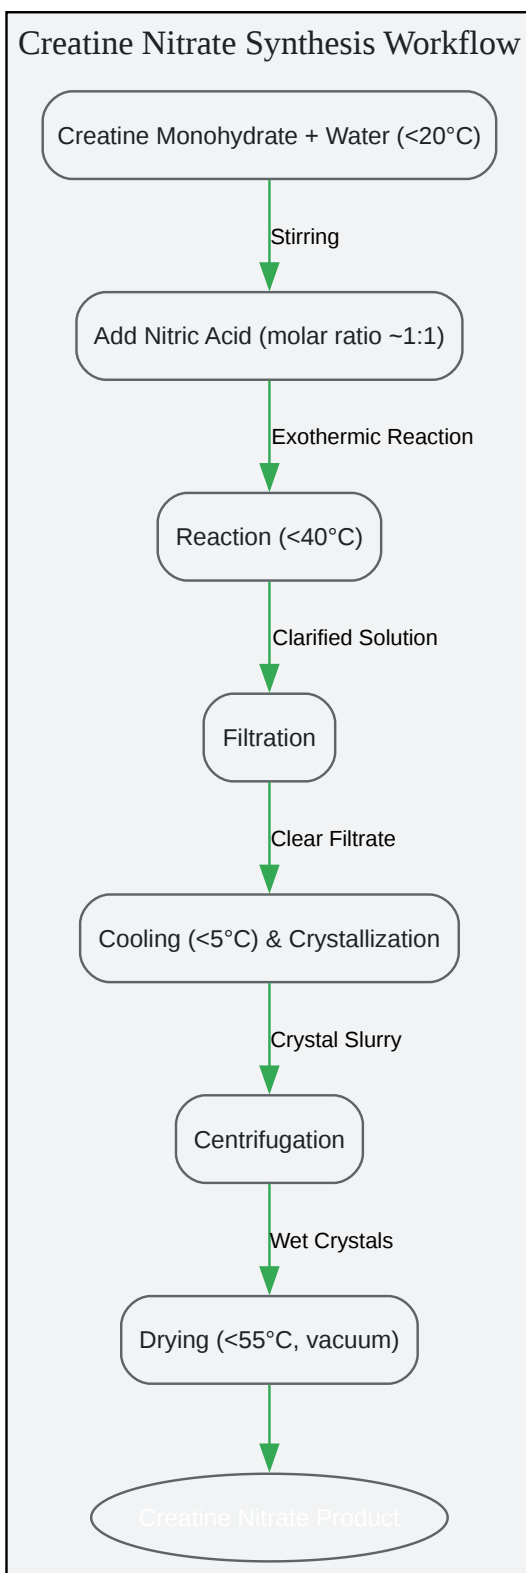 Creatine Nitrate Synthesis Workflow
Creatine Monohydrate + Water (<20°C)
Stirring
Add Nitric Acid (molar ratio ~1:1)
Exothermic Reaction
Reaction (<40°C)
Clarified Solution
Filtration
Clear Filtrate
Cooling (<5°C) & Crystallization
Crystal Slurry
Centrifugation
Wet Crystals
Drying (<55°C, vacuum)
Creatine Nitrate Product